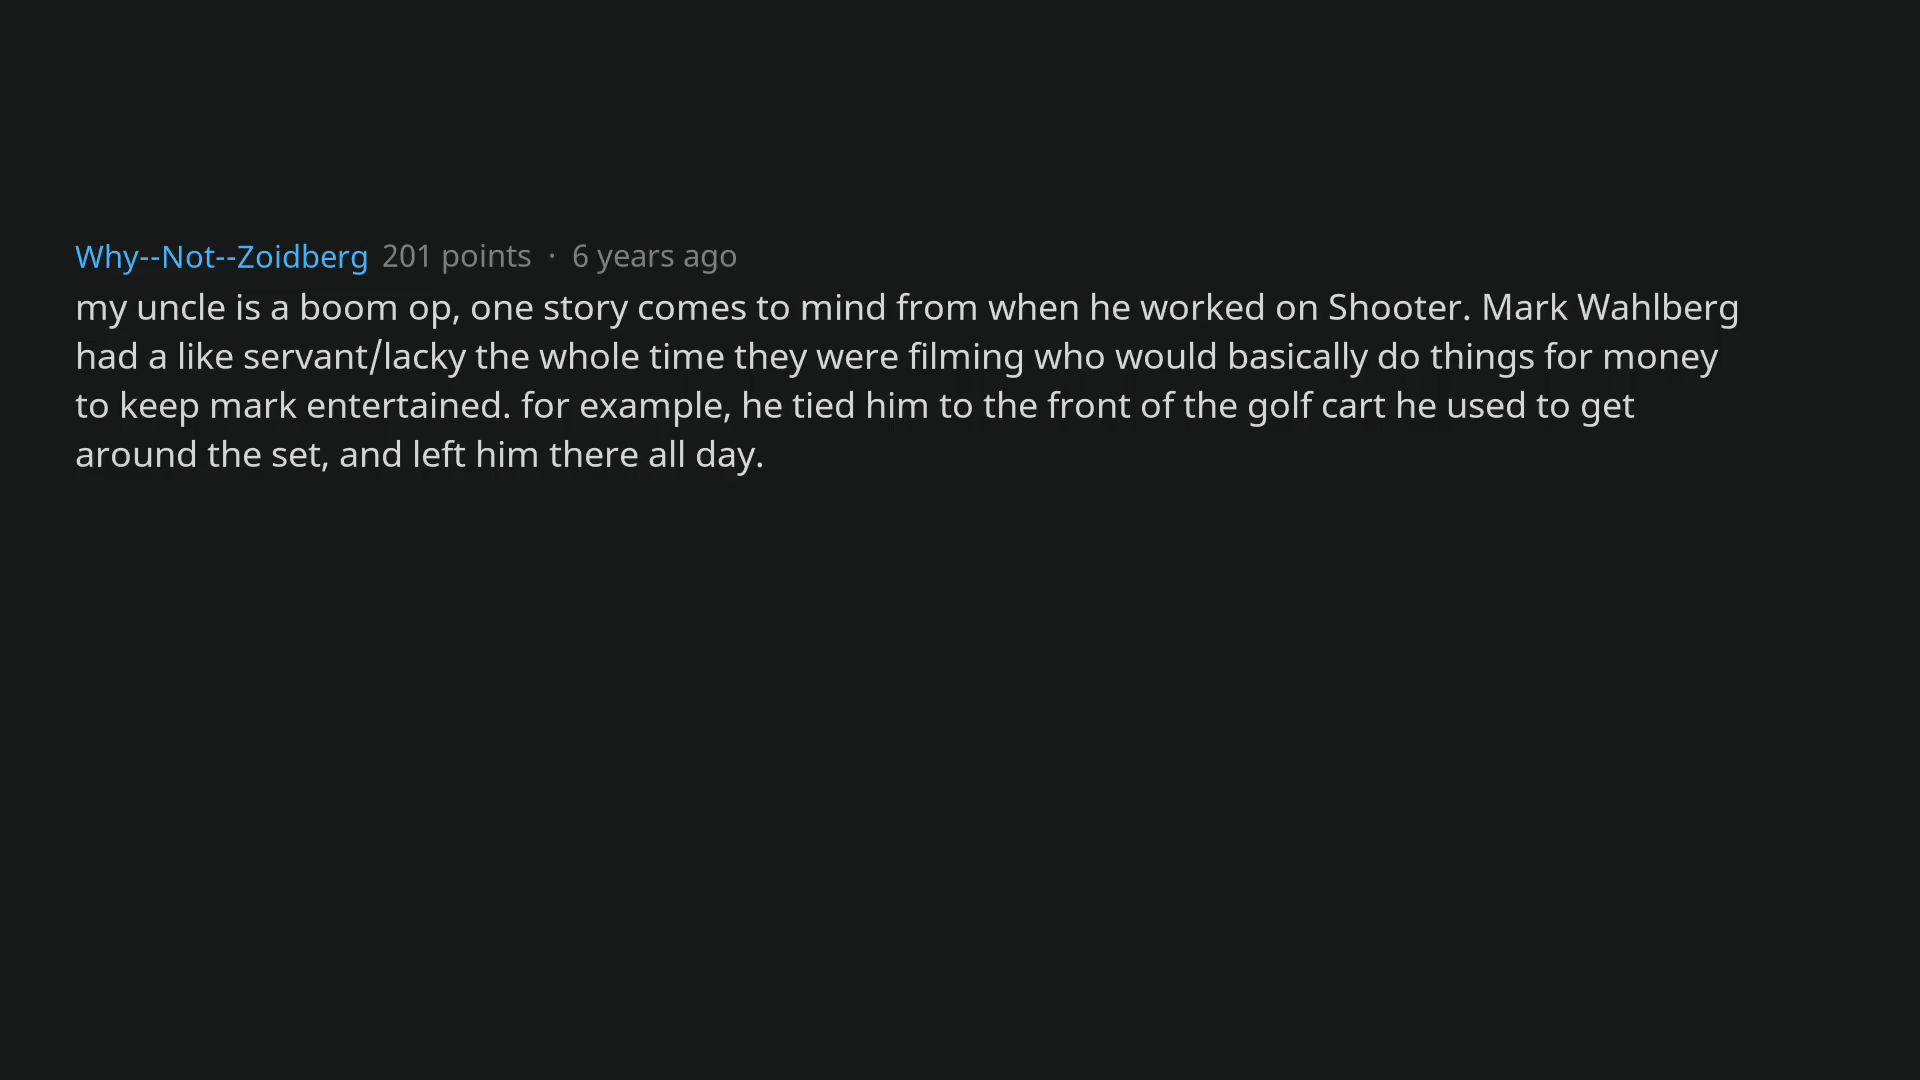 Why--Not--Zoidberg 201 points · 6 years ago
my uncle is a boom op, one story comes to mind from when he worked on Shooter. Mark Wahlberg
had a like servant/lacky the whole time they were filming who would basically do things for money
to keep mark entertained. for example, he tied him to the front of the golf cart he used to get
around the set, and left him there all day.